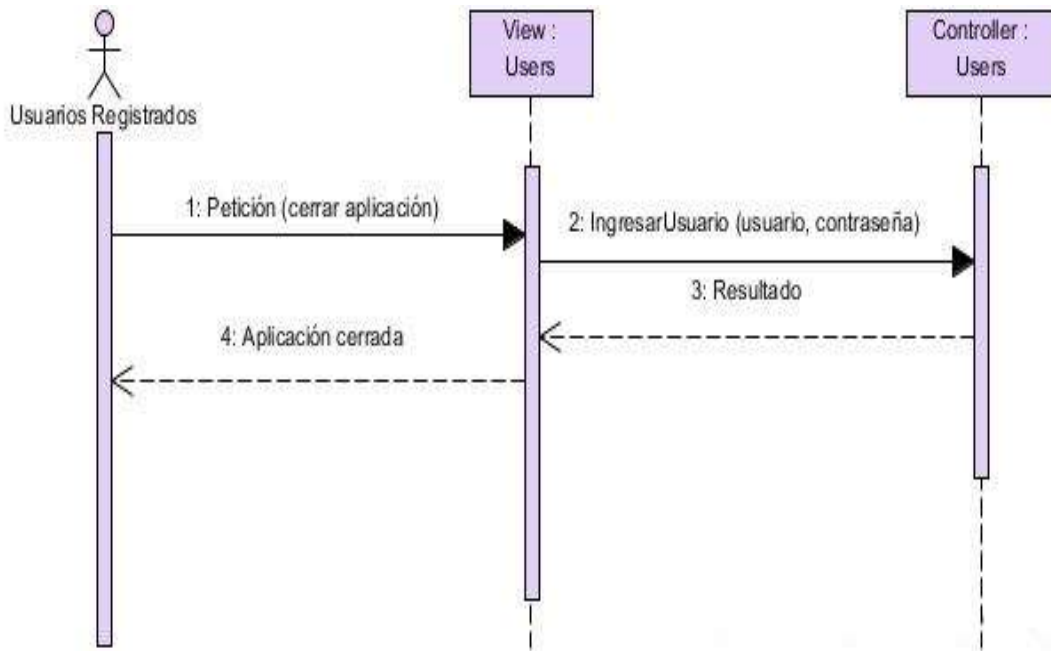 View :
Users
Controller :
Users
Usuarios Registrados
1: Petición (cerrar aplicación)
2: IngresarUsuario (usuario, contraseña)
3: Resultado
4: Aplicación cerrada